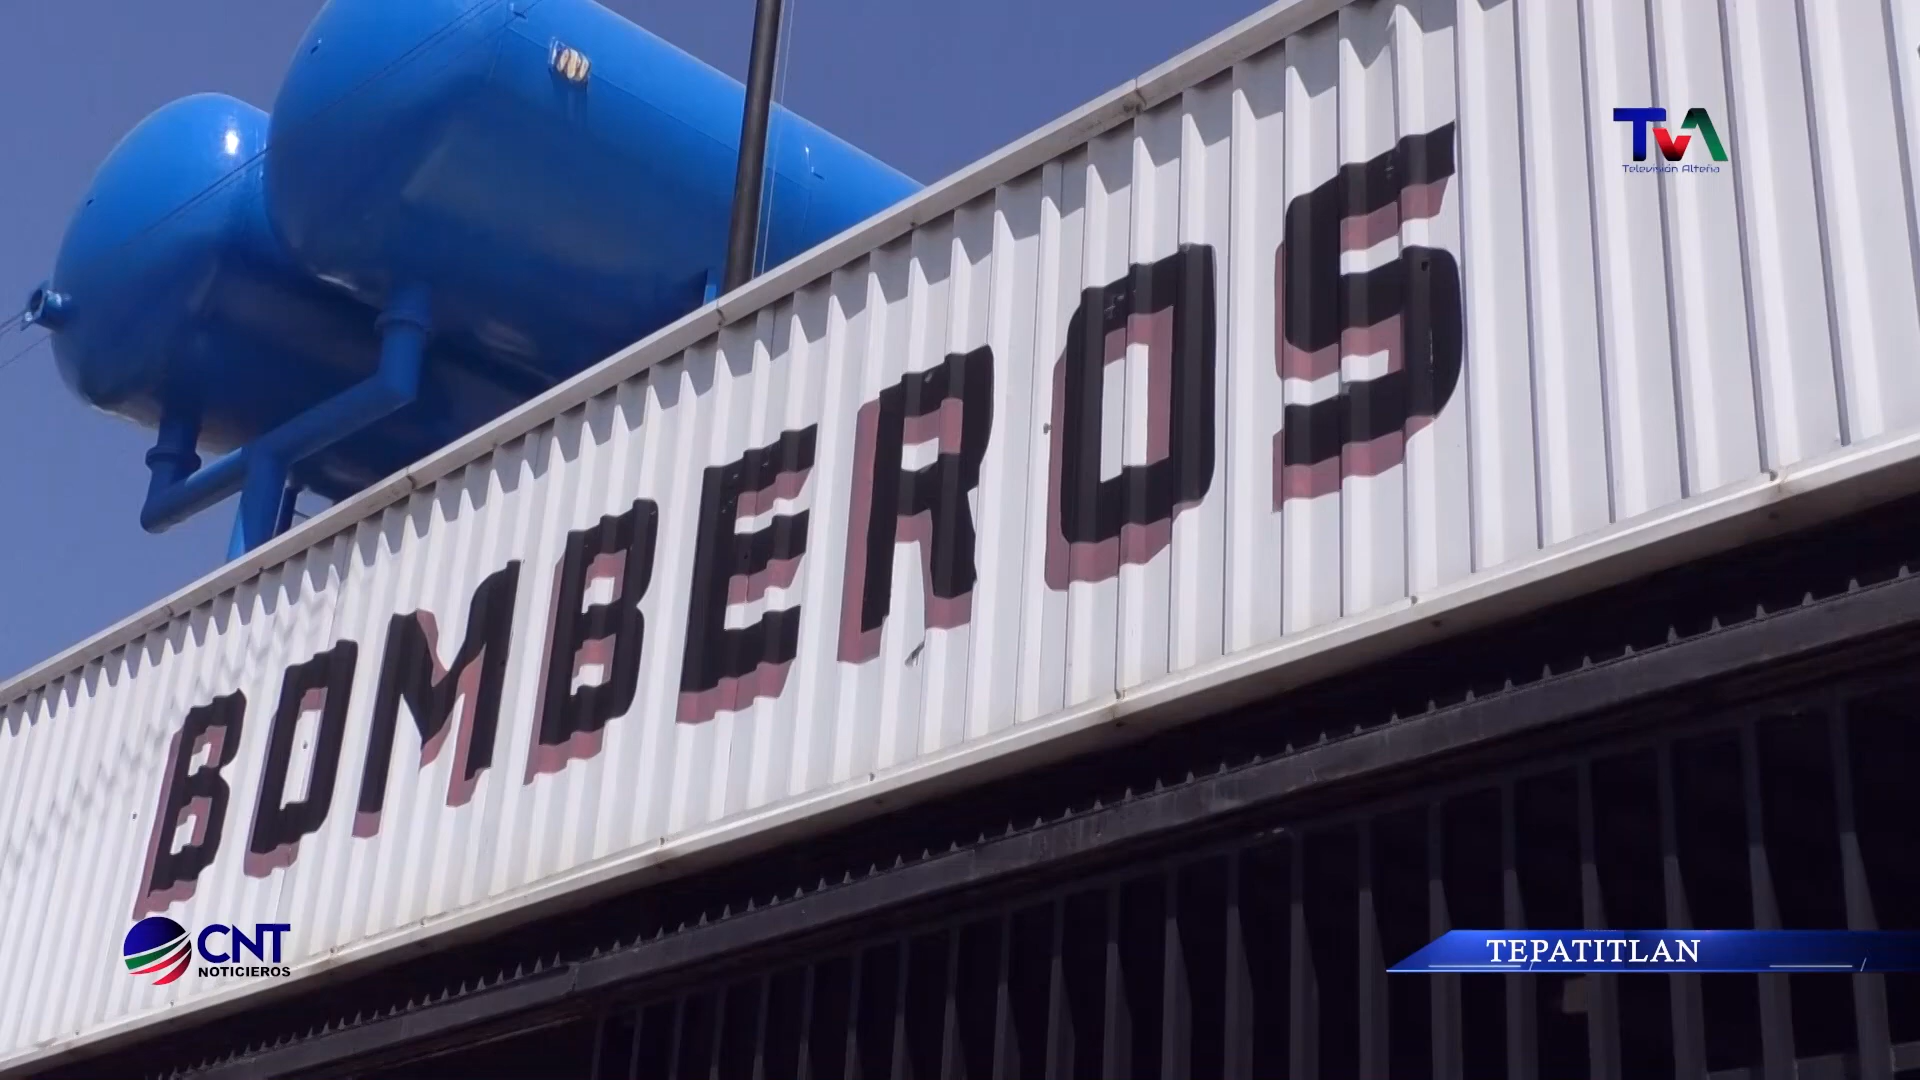 TVA
Televisión Alteña
BOMBEROS
CNT
NOTICIEROS
TEPATITLAN